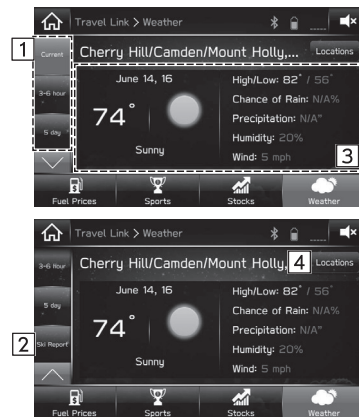 Travel Link > Weather
1
Current
Cherry Hill/Camden/Mount Holly,...
Locations
3-6 hour
5 day
June 14, 16
74°
Sunny
High/Low: 82° / 56°
Chance of Rain: N/A%
Precipitation: N/A"
Humidity: 20%
Wind: 5 mph
3
Fuel Prices
Sports
Stocks
Weather
Travel Link > Weather
3-6 Hour
Cherry Hill/Camden/Mount Holly,
4
Locations
5 day
2
Ski Report
June 14, 16
74°
Sunny
High/Low: 82° / 56°
Chance of Rain: N/A%
Precipitation: N/A"
Humidity: 20%
Wind: 5 mph
Fuel Prices
Sports
Stocks
Weather